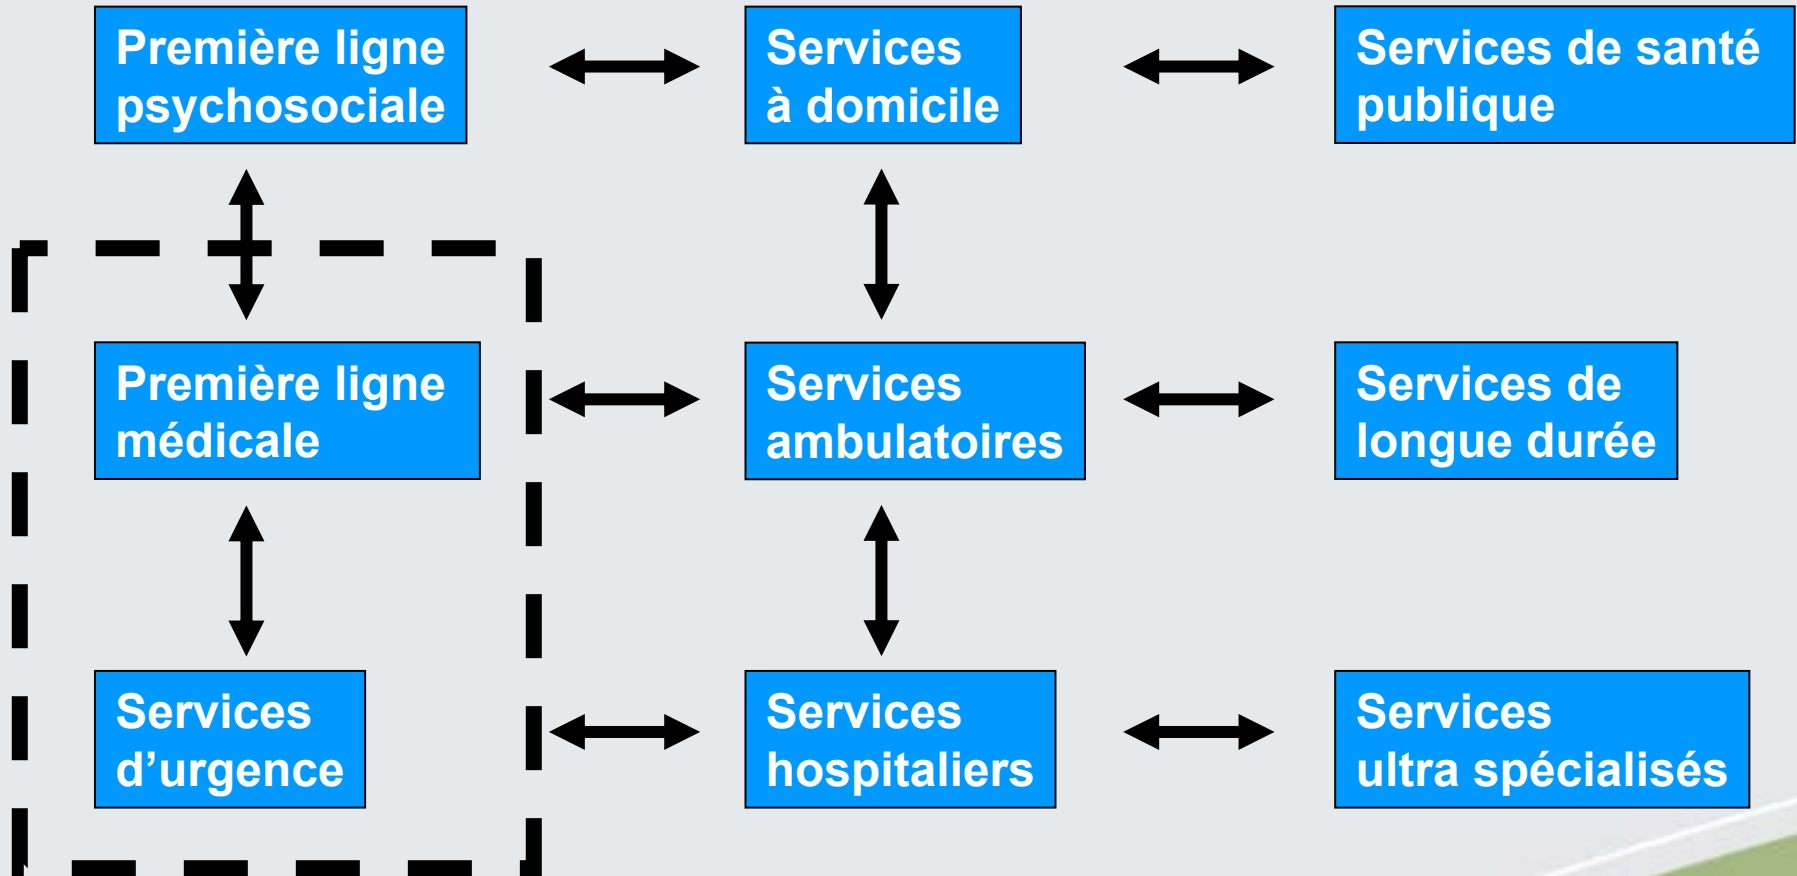 Première ligne
psychosociale
Services
à domicile
Services de santé
publique
Première ligne
médicale
Services
ambulatoires
Services de
longue durée
Services
d’urgence
Services
hospitaliers
Services
ultra spécialisés